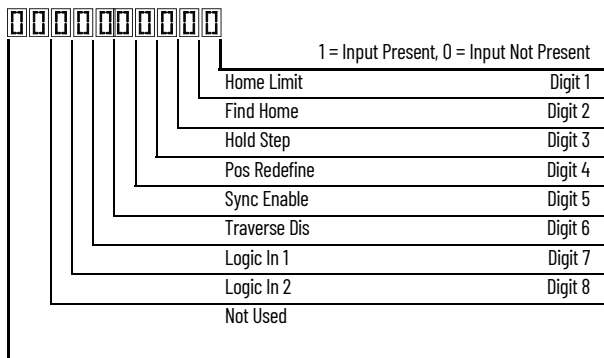 0000000000
1 = Input Present, 0 = Input Not Present
Home Limit Digit 1
Find Home Digit 2
Hold Step Digit 3
Pos Redefine Digit 4
Sync Enable Digit 5
Traverse Dis Digit 6
Logic In 1 Digit 7
Logic In 2 Digit 8
Not Used